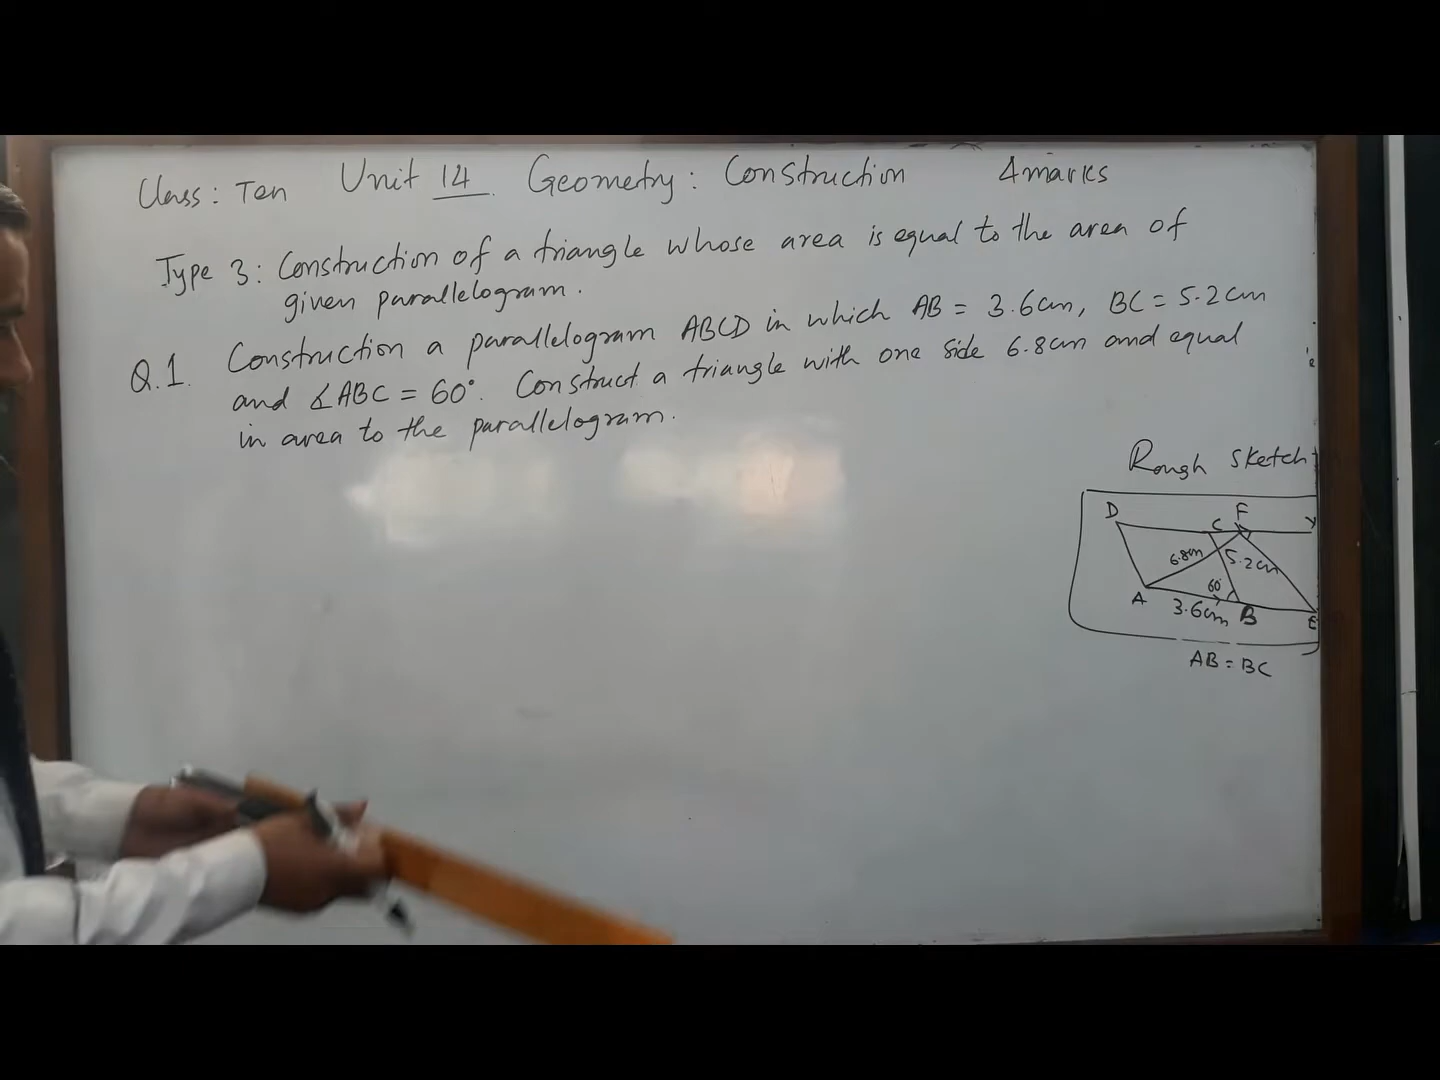 Class: Ten Unit 14 Geometry: Construction 4marks
Type 3: Construction of a triangle whose area is equal to the area of
given parallelogram.
Q.1. Construction a parallelogram ABCD in which AB = 3.6cm, BC = 5.2cm
and ∡ABC = 60°. Construct a triangle with one side 6.8cm and equal
in area to the parallelogram.
Rough sketch
D C F
6.8cm 5.2cm
60°
A 3.6cm B E
AB = BC